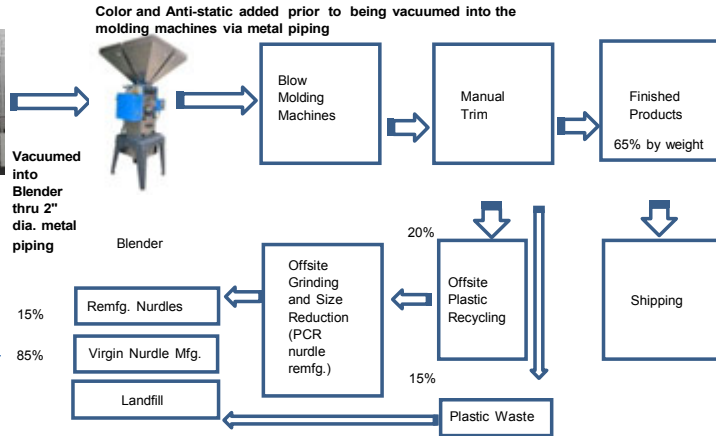 Color and Anti-static added prior to being vacuumed into the
molding machines via metal piping
Blow
Molding
Machines
Manual
Trim
Finished
Products
65% by weight
Vacuumed
into
Blender
thru 2"
dia. metal
piping
Blender
20%
Offsite
Grinding
and Size
Reduction
(PCR
nurdle
remfg.)
Offsite
Plastic
Recycling
Shipping
15%
Remfg. Nurdles
85%
Virgin Nurdle Mfg.
15%
Landfill
Plastic Waste